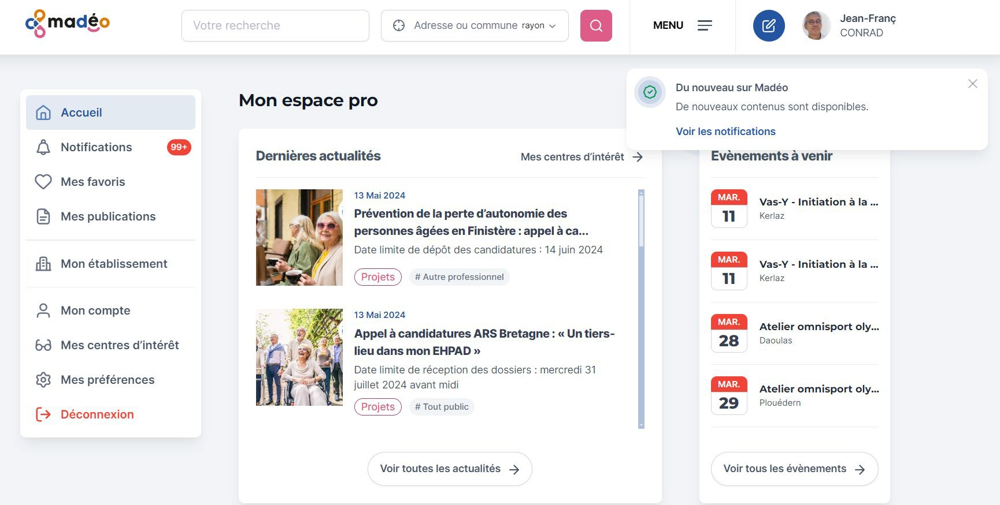 madéo
Votre recherche
Adresse ou commune rayon
MENU
Jean-Franç
CONRAD
Du nouveau sur Madéo
De nouveaux contenus sont disponibles.
Voir les notifications
Accueil
Notifications 99+
Mes favoris
Mes publications
Mon établissement
Mon compte
Mes centres d’intérêt
Mes préférences
Déconnexion
Mon espace pro
Dernières actualités
Mes centres d’intérêt
13 Mai 2024
Prévention de la perte d’autonomie des
personnes âgées en Finistère : appel à ca...
Date limite de dépôt des candidatures : 14 juin 2024
Projets # Autre professionnel
13 Mai 2024
Appel à candidatures ARS Bretagne : « Un tiers-
lieu dans mon EHPAD »
Date limite de réception des dossiers : mercredi 31
juillet 2024 avant midi
Projets # Tout public
Voir toutes les actualités
Evènements à venir
MAR.
11
Vas-Y - Initiation à la ...
Kerlaz
MAR.
11
Vas-Y - Initiation à la ...
Kerlaz
MAR.
28
Atelier omnisport oly...
Daoulas
MAR.
29
Atelier omnisport oly...
Plouédern
Voir tous les évènements